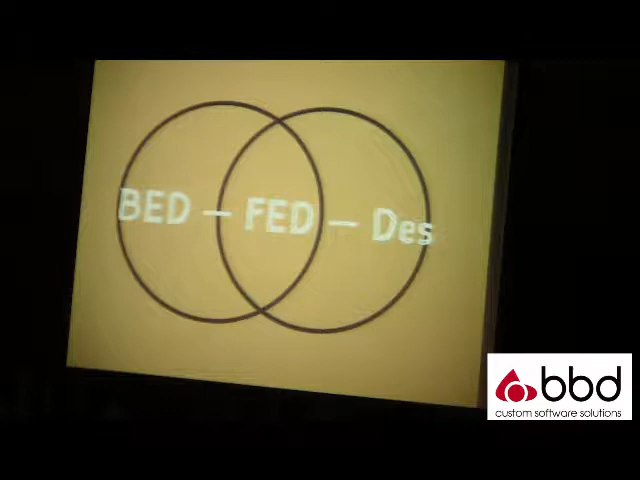 BED — FED — Des
bbd
custom software solutions